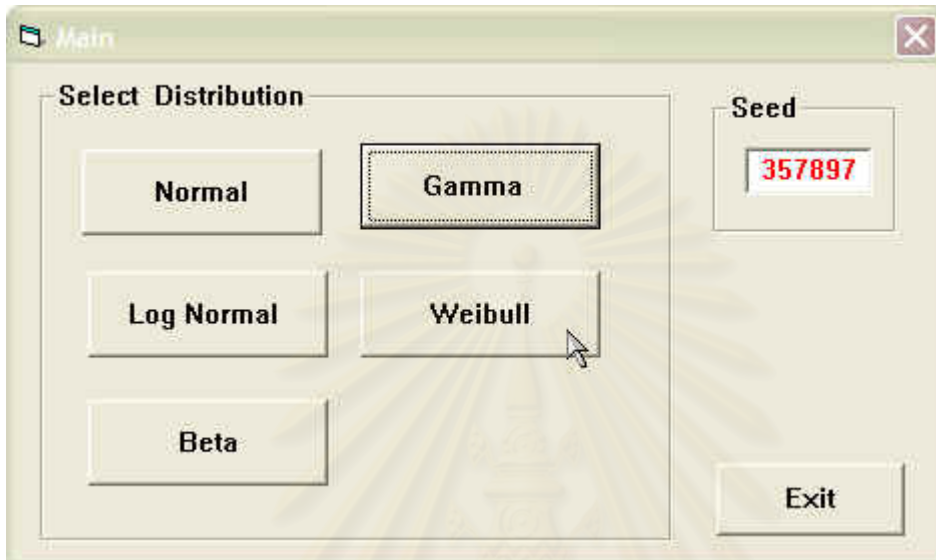 Main
Select Distribution
Seed
Normal
Gamma
357897
Log Normal
Weibull
Beta
Exit